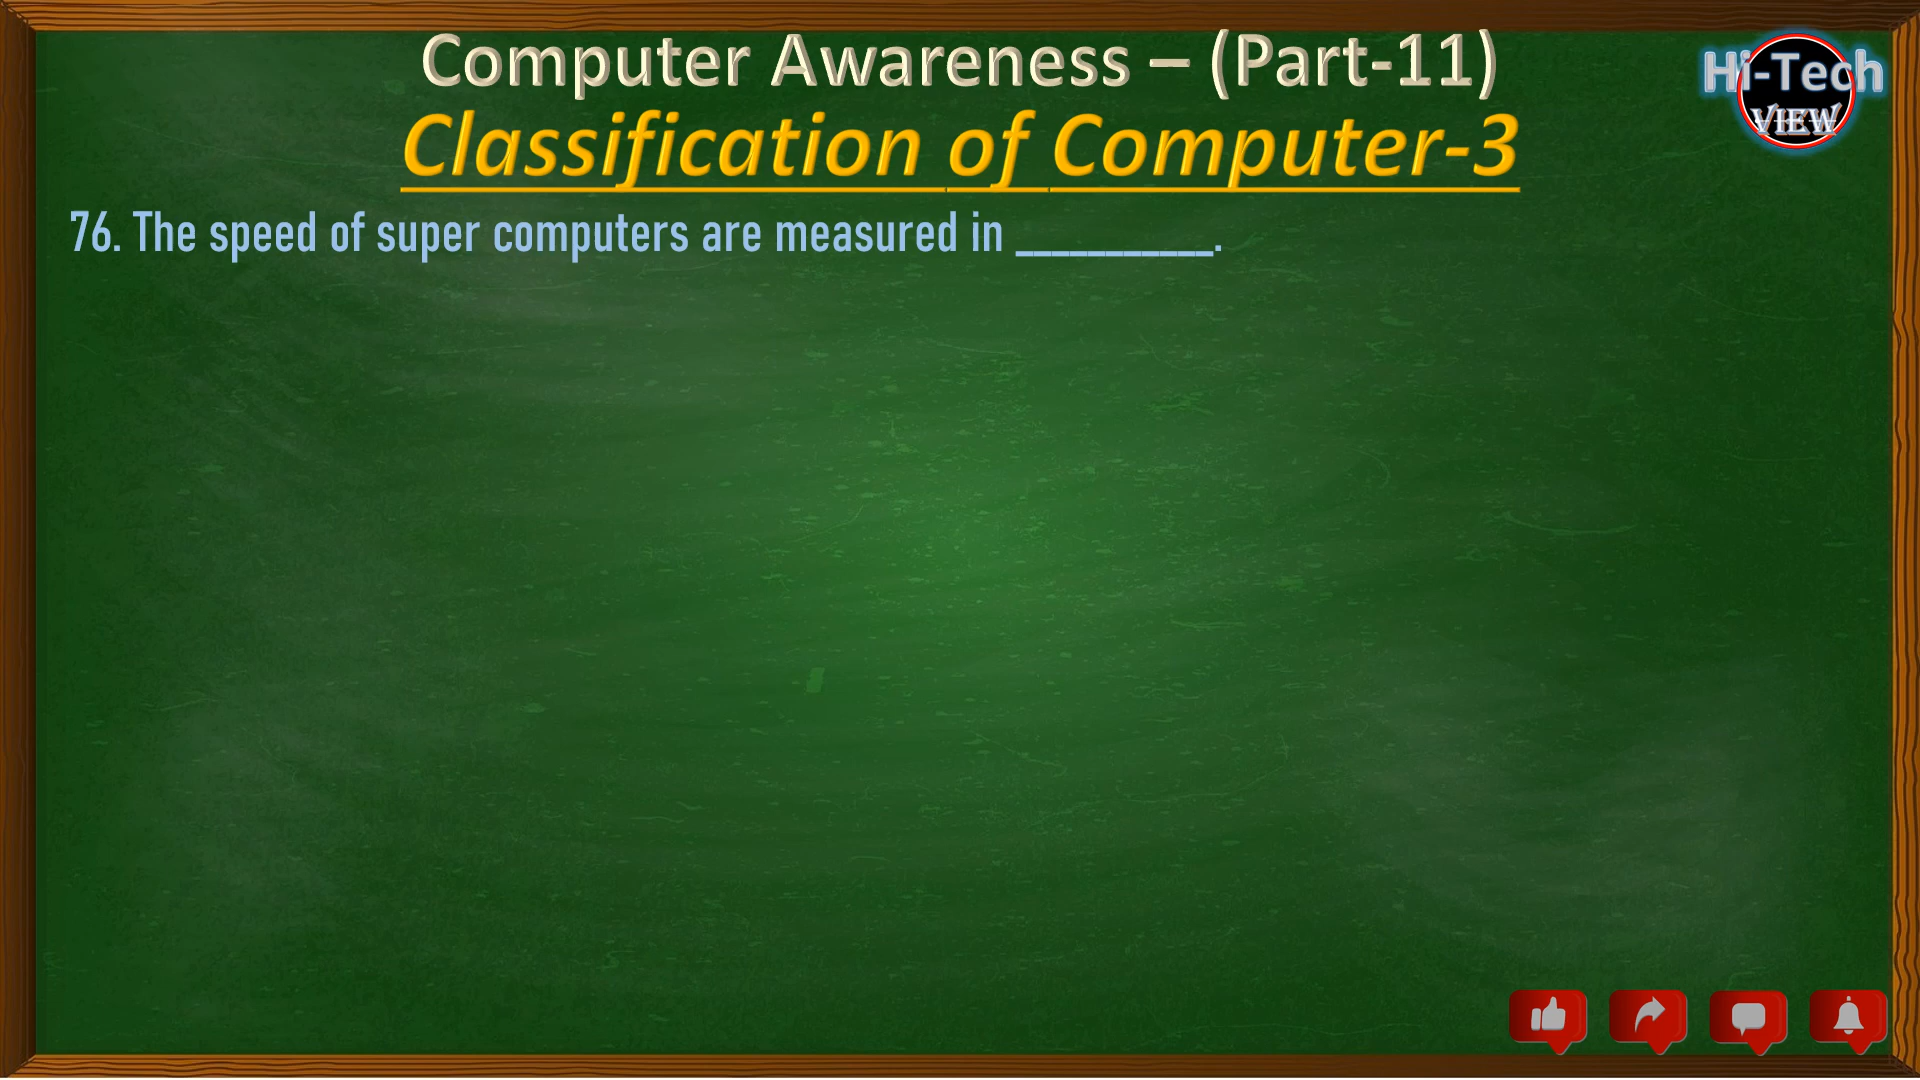 Computer Awareness – (Part-11)
Hi-Tech
VIEW
Classification of Computer-3
76. The speed of super computers are measured in ___________.